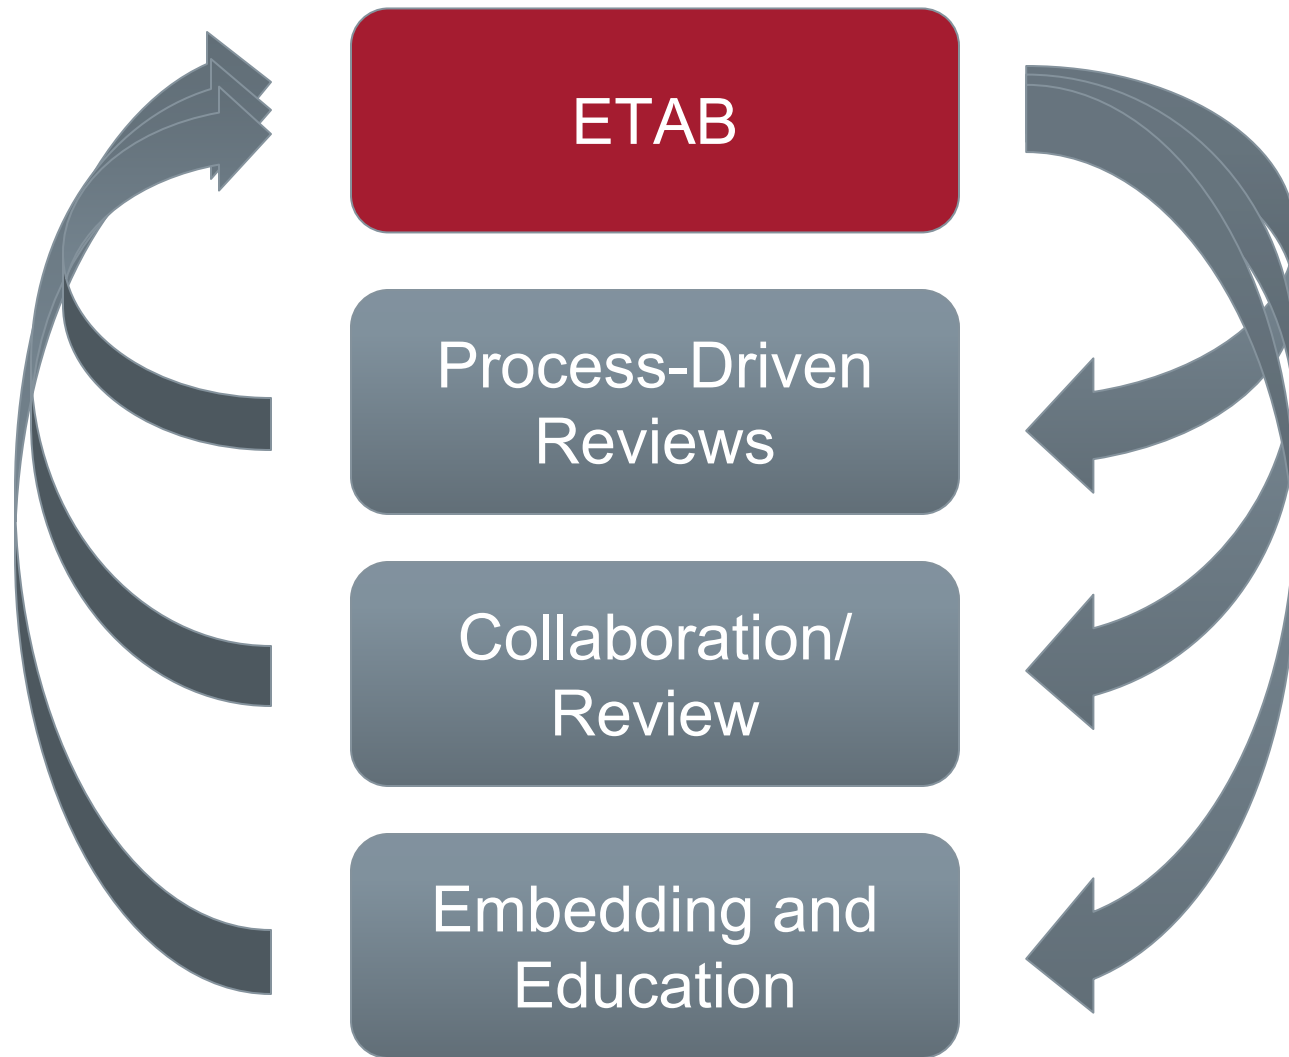 ETAB
Process-Driven
Reviews
Collaboration/
Review
Embedding and
Education